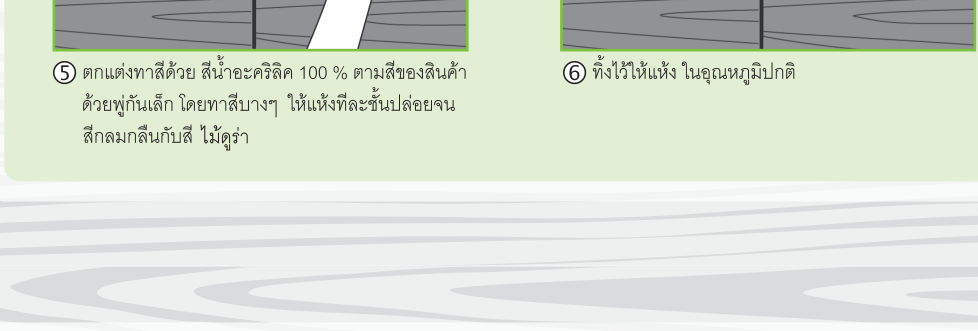 ⑤ ตกแต่งทาสีด้วย สีน้ำอะคริลิค 100 % ตามสีของสินค้า
ด้วยพู่กันเล็ก โดยทาสีบางๆ ให้แห้งทีละชั้นปล่อยจน
สีกลมกลืนกับสี ไม้ดูร่า
⑥ ทิ้งไว้ให้แห้ง ในอุณหภูมิปกติ